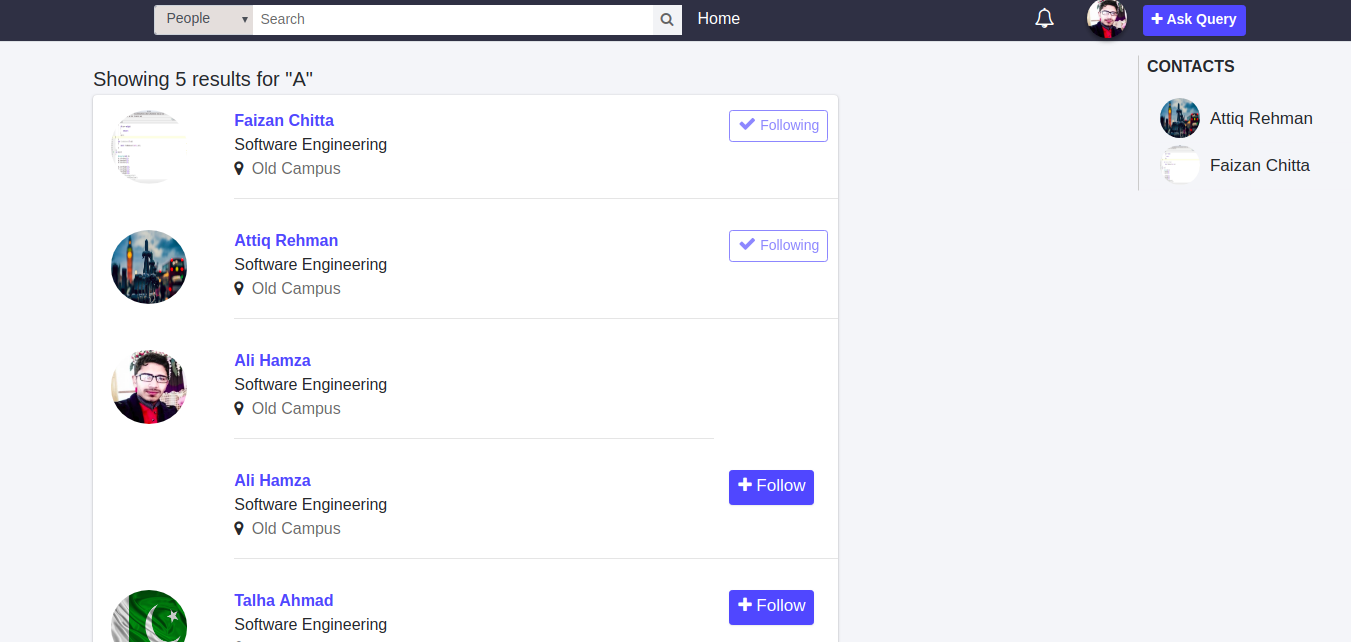 People Search Home Ask Query
CONTACTS
Showing 5 results for "A"
Faizan Chitta Following
Software Engineering
Old Campus
Attiq Rehman Following
Software Engineering
Old Campus
Ali Hamza
Software Engineering
Old Campus
Ali Hamza Follow
Software Engineering
Old Campus
Talha Ahmad Follow
Software Engineering
Attiq Rehman
Faizan Chitta